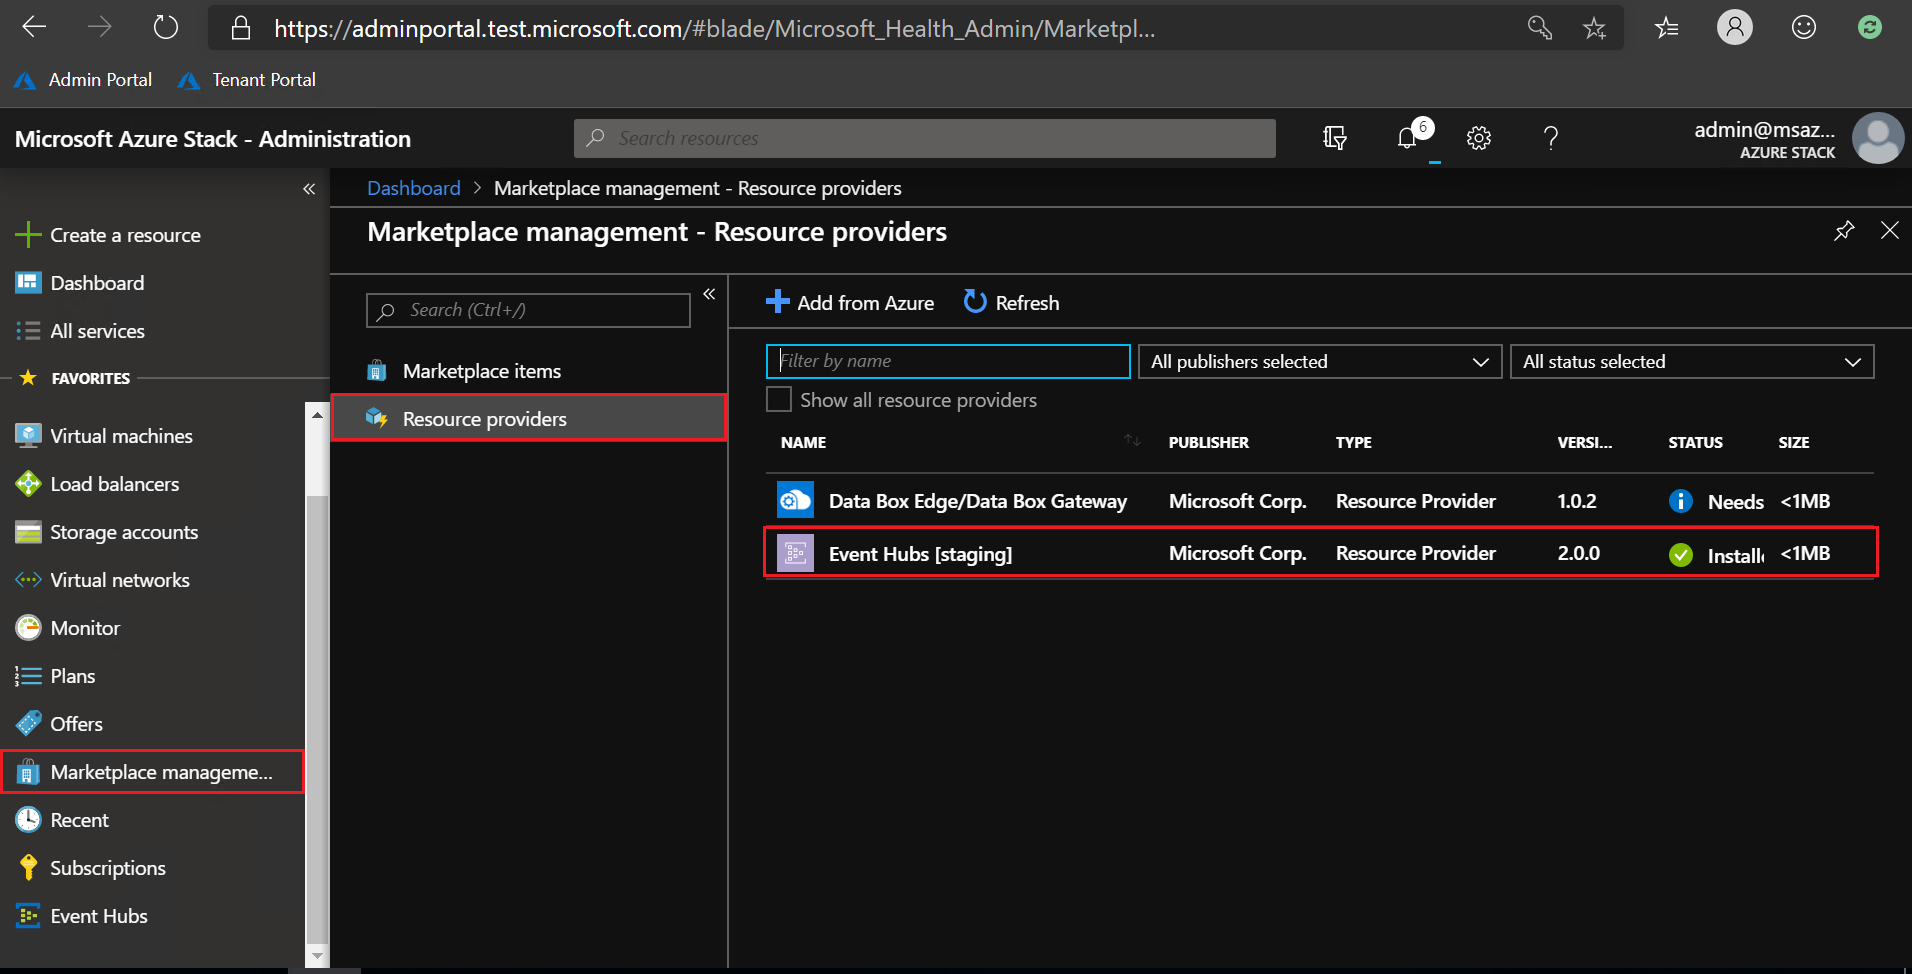 https://adminportal.test.microsoft.com/#blade/Microsoft_Health_Admin/Marketpl...
Admin Portal Tenant Portal
Microsoft Azure Stack - Administration
Search resources
6
admin@msaz...
AZURE STACK
Dashboard > Marketplace management - Resource providers
Marketplace management - Resource providers
Create a resource
Dashboard
All services
FAVORITES
Virtual machines
Load balancers
Storage accounts
Virtual networks
Monitor
Plans
Offers
Marketplace manageme...
Recent
Subscriptions
Event Hubs
Search (Ctrl+/)
Marketplace items
Resource providers
Add from Azure Refresh
Filter by name All publishers selected All status selected
Show all resource providers
NAME PUBLISHER TYPE VERSI... STATUS SIZE
Data Box Edge/Data Box Gateway Microsoft Corp. Resource Provider 1.0.2 Needs <1MB
Event Hubs [staging] Microsoft Corp. Resource Provider 2.0.0 Install <1MB